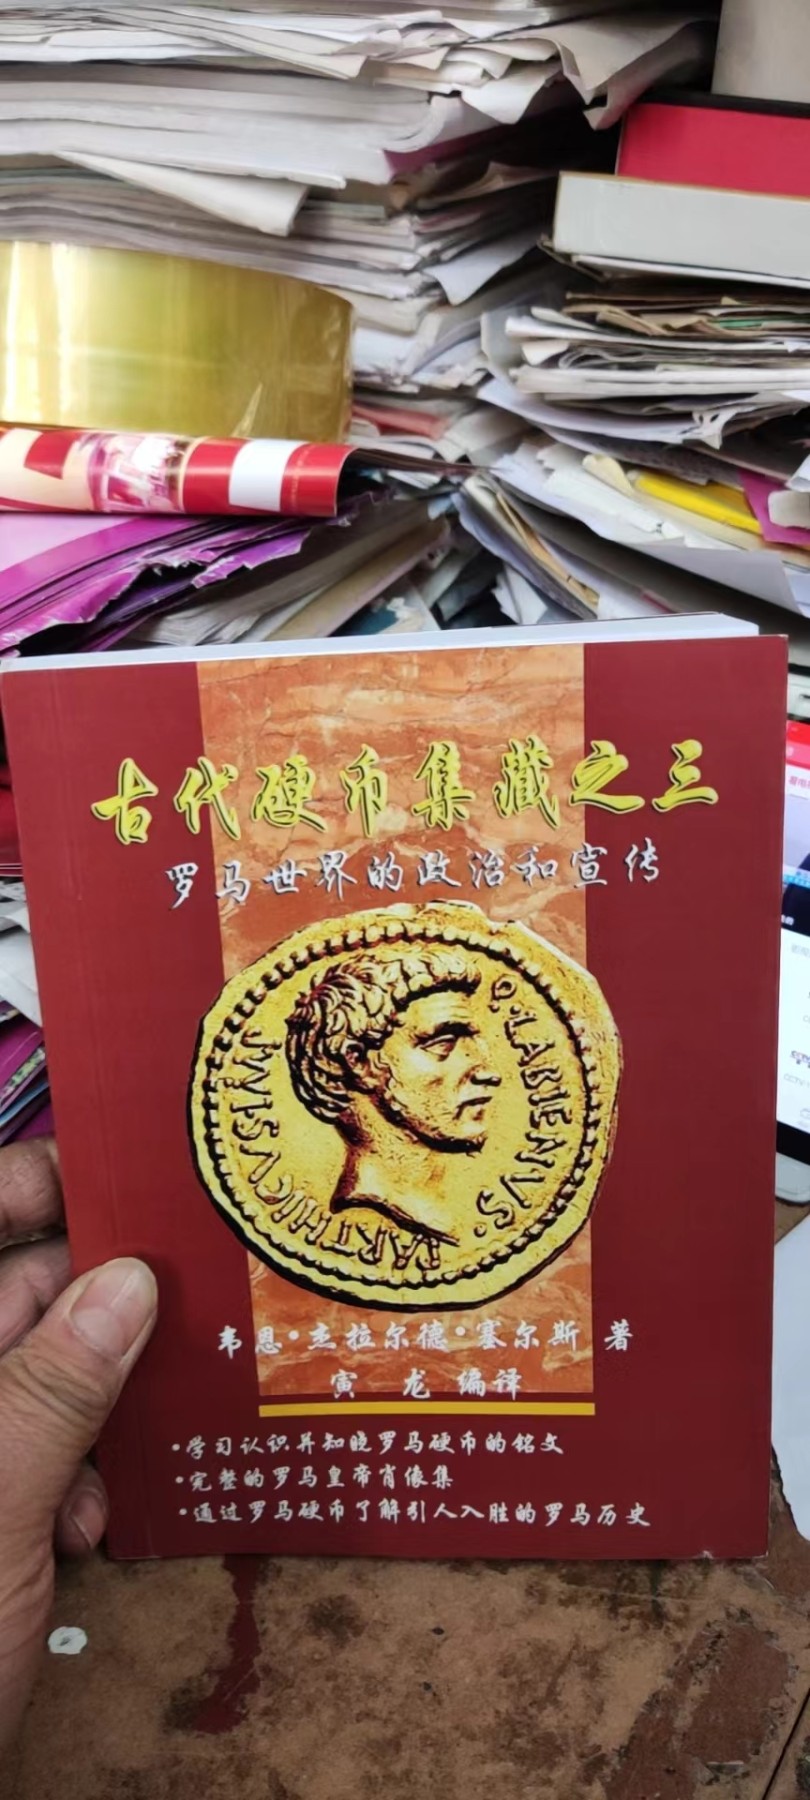 古代硬币集藏之三
罗马世界的政治和宣传
Q·LABIENVS·PARTHICVS·IMP
韦恩·杰拉尔德·塞尔斯 著
寅 龙 编译
·学习认识并知晓罗马硬币的铭文
·完整的罗马皇帝肖像集
·通过罗马硬币了解引人入胜的罗马历史